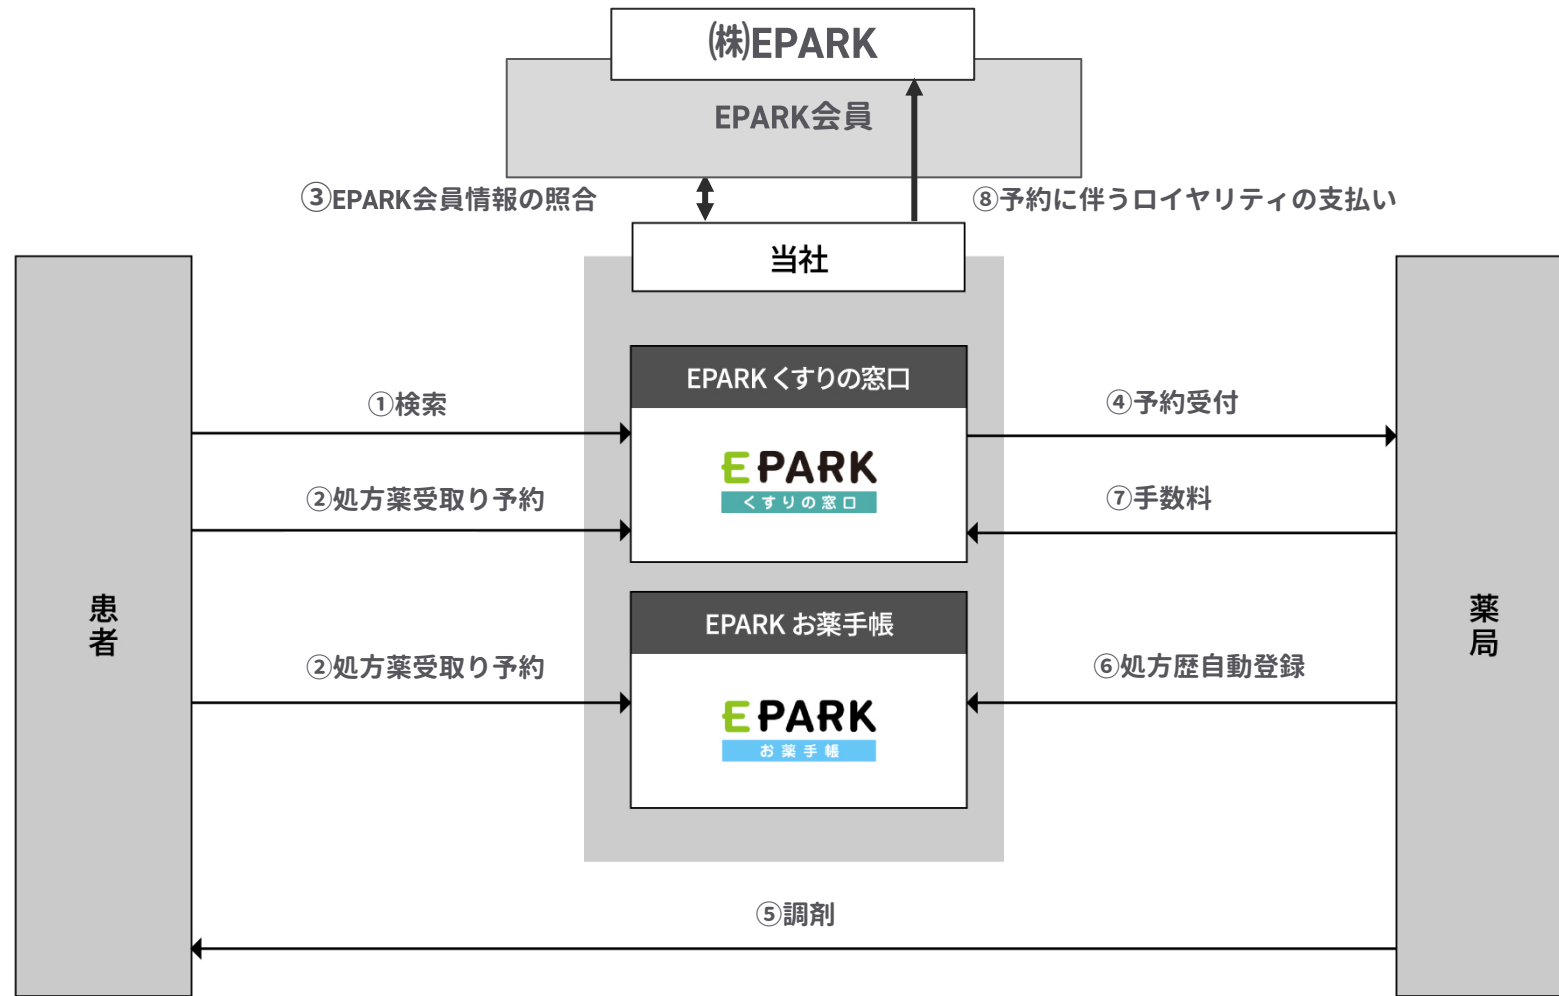 ㈱EPARK
EPARK会員
③EPARK会員情報の照合
⑧予約に伴うロイヤリティの支払い
当社
EPARK くすりの窓口
①検索
④予約受付
EPARK
くすりの窓口
②処方薬受取り予約
⑦手数料
患者
薬局
EPARK お薬手帳
②処方薬受取り予約
⑥処方歴自動登録
EPARK
お薬手帳
⑤調剤